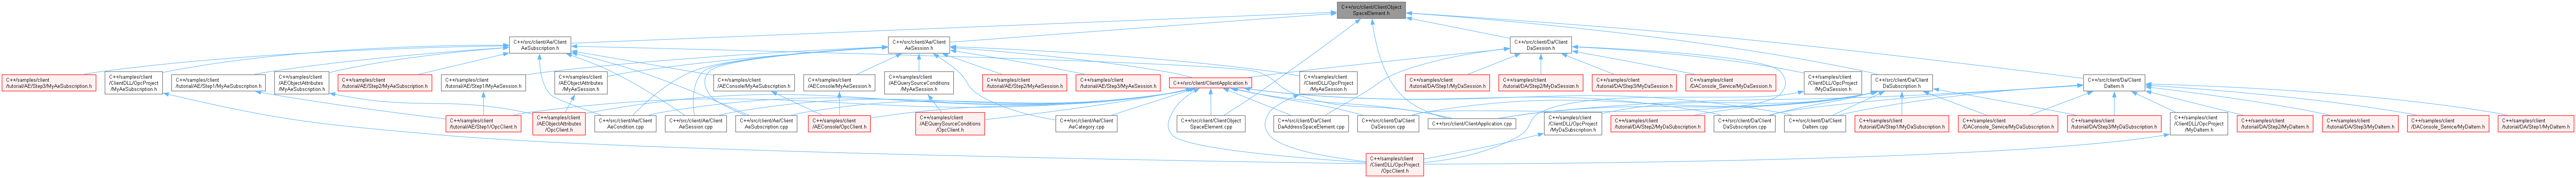 C++/src/client/ClientObject
SpaceElement.h
C++/src/client/Ae/Client
AeSubscription.h
C++/src/client/Ae/Client
AeSession.h
C++/src/client/Da/Client
DaSession.h
C++/samples/client
/tutorial/AE/Step3/MyAeSubscription.h
C++/samples/client
/ClientDLL/OpcProject
/MyAeSubscription.h
C++/samples/client
/tutorial/AE/Step1/MyAeSubscription.h
C++/samples/client
/AEObjectAttributes
/MyAeSubscription.h
C++/samples/client
/tutorial/AE/Step2/MyAeSubscription.h
C++/samples/client
/tutorial/AE/Step1/MyAeSession.h
C++/samples/client
/AEObjectAttributes
/MyAeSession.h
C++/samples/client
/AEConsole/MyAeSubscription.h
C++/samples/client
/AEConsole/MyAeSession.h
C++/samples/client
/AEQuerySourceConditions
/MyAeSession.h
C++/samples/client
/tutorial/AE/Step2/MyAeSession.h
C++/samples/client
/tutorial/AE/Step3/MyAeSession.h
C++/src/client/ClientApplication.h
C++/samples/client
/ClientDLL/OpcProject
/MyAeSession.h
C++/samples/client
/tutorial/DA/Step1/MyDaSession.h
C++/samples/client
/tutorial/DA/Step2/MyDaSession.h
C++/samples/client
/tutorial/DA/Step3/MyDaSession.h
C++/samples/client
/DAConsole_Service/MyDaSession.h
C++/samples/client
/ClientDLL/OpcProject
/MyDaSession.h
C++/src/client/Da/Client
DaSubscription.h
C++/src/client/Da/Client
DaItem.h
C++/samples/client
/tutorial/AE/Step1/OpcClient.h
C++/samples/client
/AEObjectAttributes
/OpcClient.h
C++/src/client/Ae/Client
AeCondition.cpp
C++/src/client/Ae/Client
AeSession.cpp
C++/src/client/Ae/Client
AeSubscription.cpp
C++/samples/client
/AEConsole/OpcClient.h
C++/samples/client
/AEQuerySourceConditions
/OpcClient.h
C++/src/client/Ae/Client
AeCategory.cpp
C++/src/client/ClientObject
SpaceElement.cpp
C++/src/client/Da/Client
DaAddressSpaceElement.cpp
C++/src/client/Da/Client
DaSession.cpp
C++/src/client/ClientApplication.cpp
C++/samples/client
/ClientDLL/OpcProject
/MyDaSubscription.h
C++/samples/client
/tutorial/DA/Step2/MyDaSubscription.h
C++/src/client/Da/Client
DaSubscription.cpp
C++/src/client/Da/Client
DaItem.cpp
C++/samples/client
/tutorial/DA/Step1/MyDaSubscription.h
C++/samples/client
/DAConsole_Service/MyDaSubscription.h
C++/samples/client
/tutorial/DA/Step3/MyDaSubscription.h
C++/samples/client
/ClientDLL/OpcProject
/MyDaItem.h
C++/samples/client
/tutorial/DA/Step2/MyDaItem.h
C++/samples/client
/tutorial/DA/Step3/MyDaItem.h
C++/samples/client
/DAConsole_Service/MyDaItem.h
C++/samples/client
/tutorial/DA/Step1/MyDaItem.h
C++/samples/client
/ClientDLL/OpcProject
/OpcClient.h